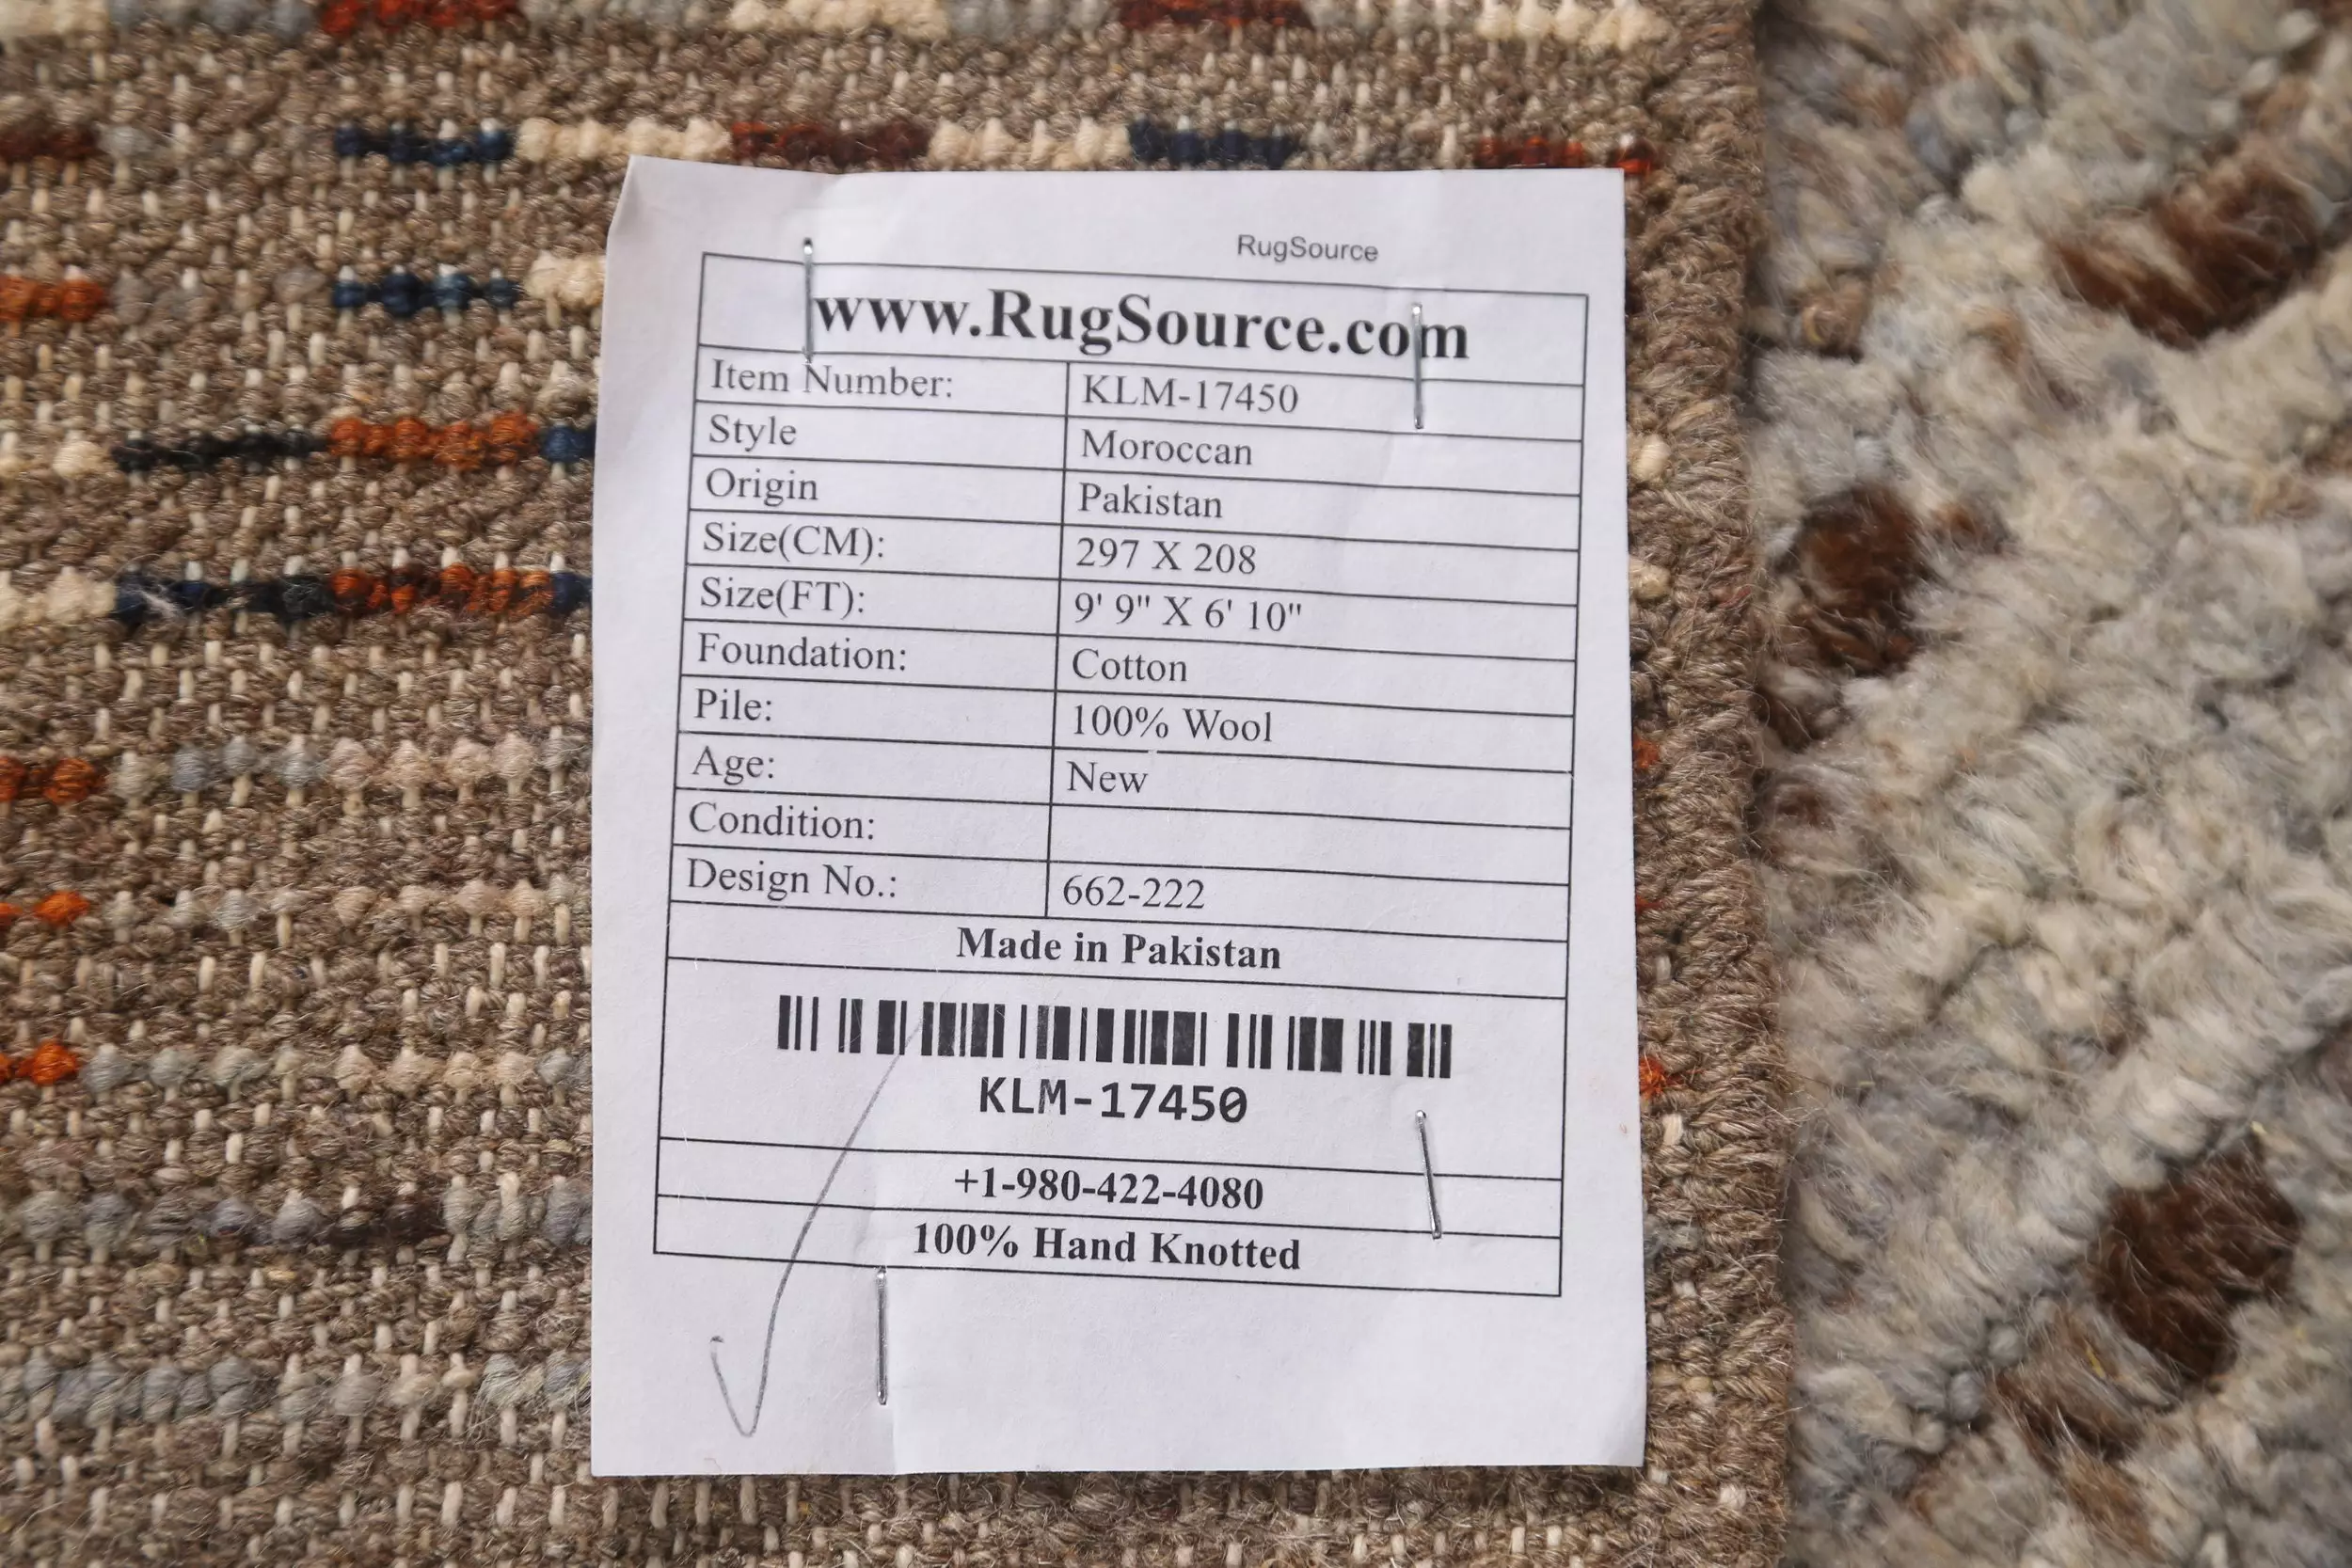 RugSource
www.RugSource.com
Item Number: KLM-17450
Style Moroccan
Origin Pakistan
Size(CM): 297 X 208
Size(FT): 9' 9" X 6' 10"
Foundation: Cotton
Pile: 100% Wool
Age: New
Condition:
Design No.: 662-222
Made in Pakistan
KLM-17450
+1-980-422-4080
100% Hand Knotted